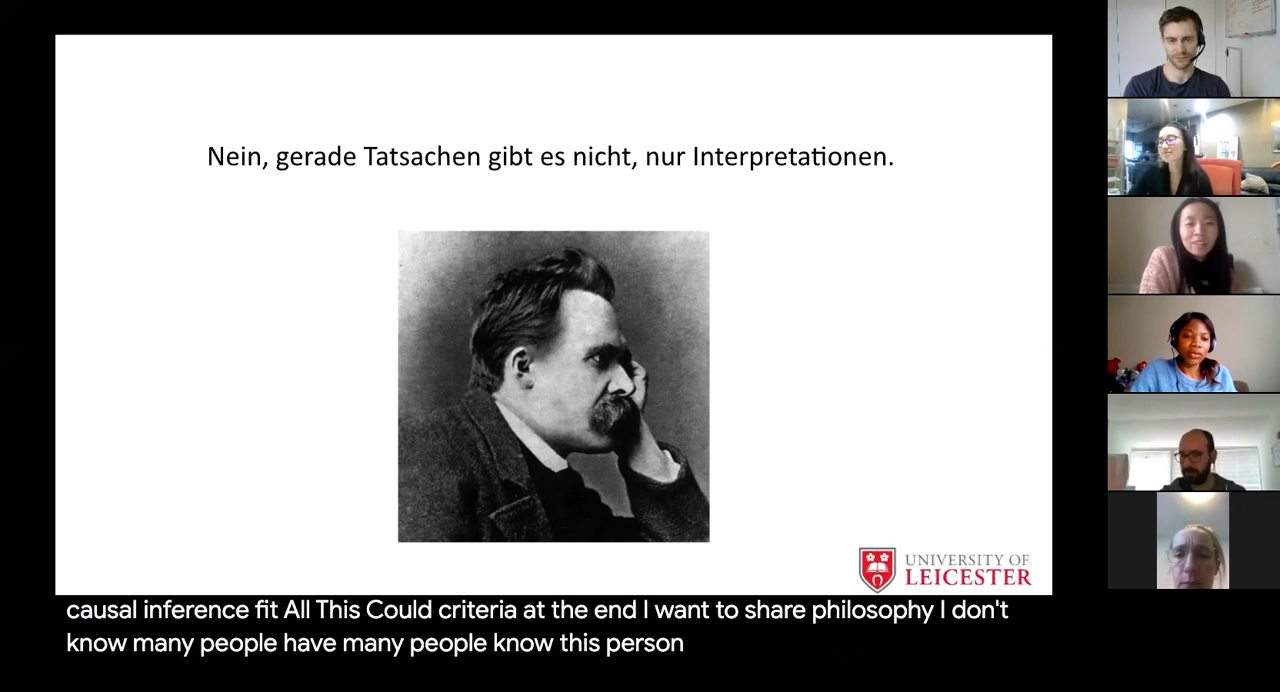 Nein, gerade Tatsachen gibt es nicht, nur Interpretationen.
UNIVERSITY OF
LEICESTER
causal inference fit All This Could criteria at the end I want to share philosophy I don't
know many people have many people know this person